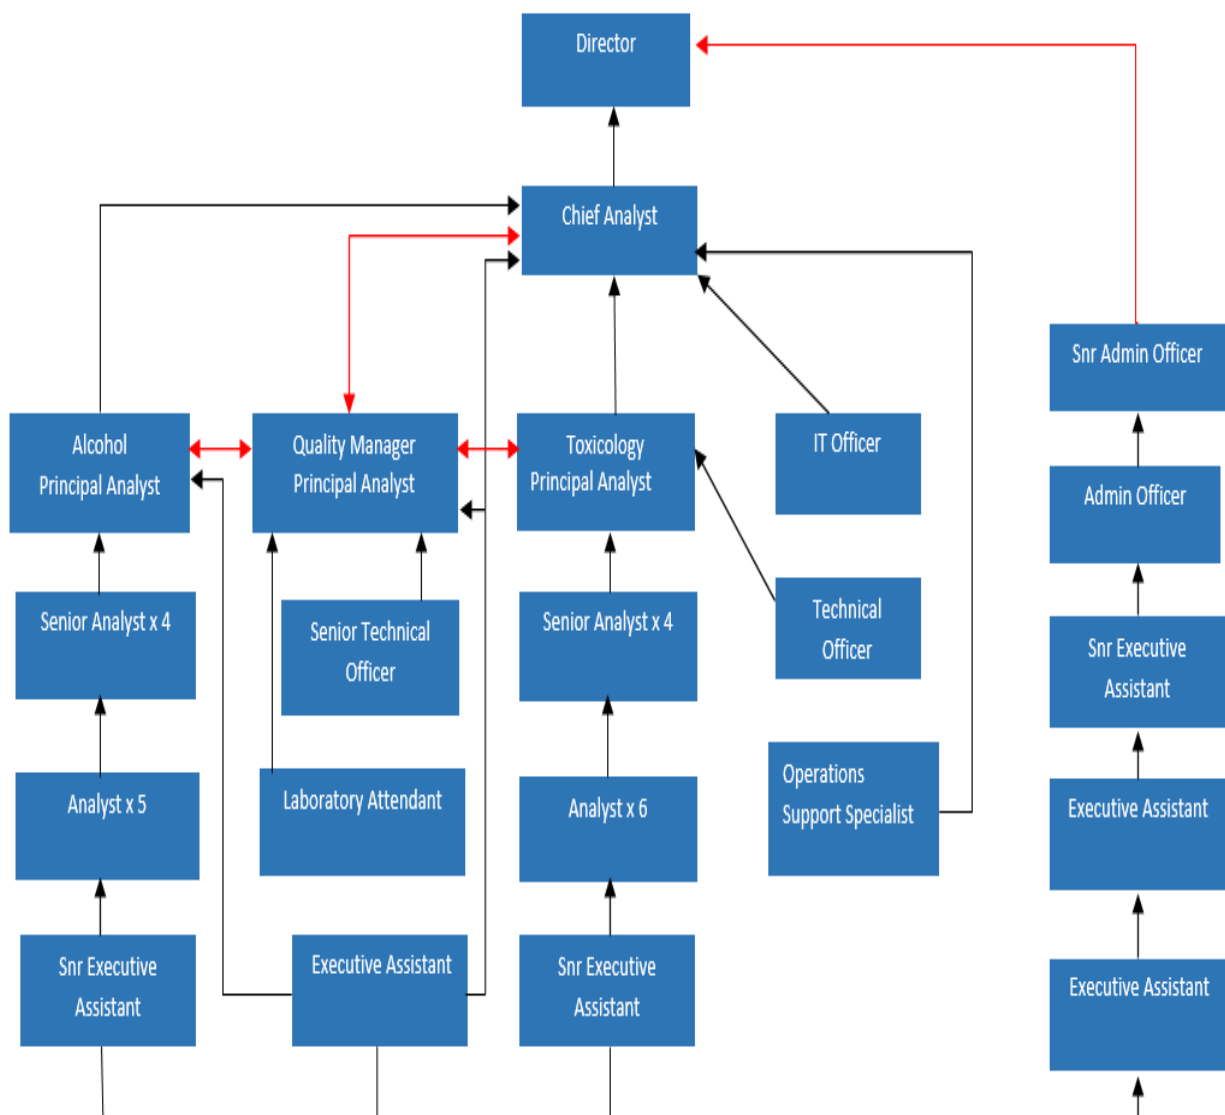 Director
Chief Analyst
Snr Admin Officer
Alcohol
Principal Analyst
Quality Manager
Principal Analyst
Toxicology
Principal Analyst
IT Officer
Admin Officer
Senior Analyst x 4
Senior Technical
Officer
Senior Analyst x 4
Technical
Officer
Snr Executive
Assistant
Analyst x 5
Laboratory Attendant
Analyst x 6
Operations
Support Specialist
Executive Assistant
Snr Executive
Assistant
Executive Assistant
Snr Executive
Assistant
Executive Assistant